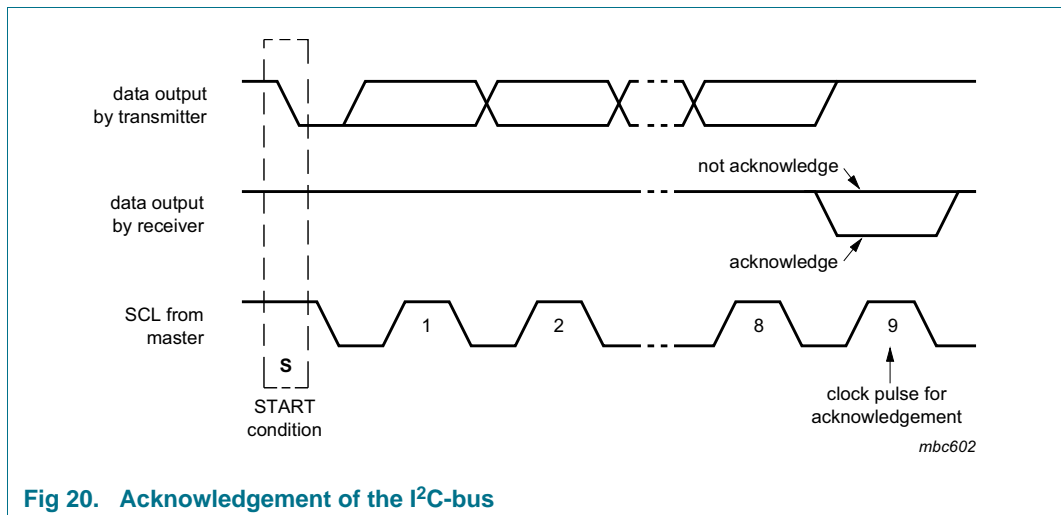 data output
by transmitter
not acknowledge
data output
by receiver
acknowledge
SCL from
master
1
2
8
9
S
START
condition
clock pulse for
acknowledgement
mbc602
Fig 20. Acknowledgement of the I²C-bus